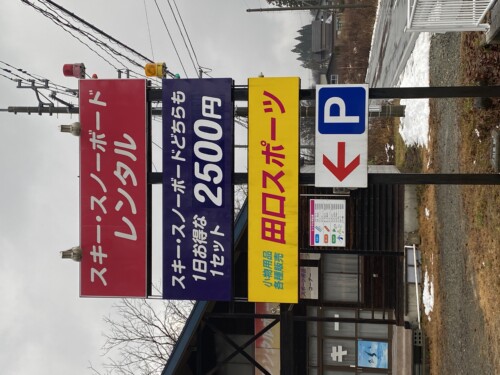 スキー・スノーボード
レンタル
スキー・スノーボードどちらも
1日お得な
1セット
2500円
田口スポーツ
小物用品
各種販売
P
キー